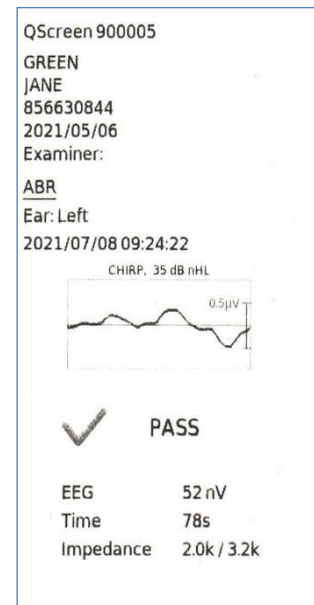 QScreen 900005
GREEN
JANE
856630844
2021/05/06
Examiner:
ABR
Ear: Left
2021/07/08 09:24:22
CHIRP, 35 dB nHL
0.5µV
PASS
EEG 52 nV
Time 78s
Impedance 2.0k / 3.2k